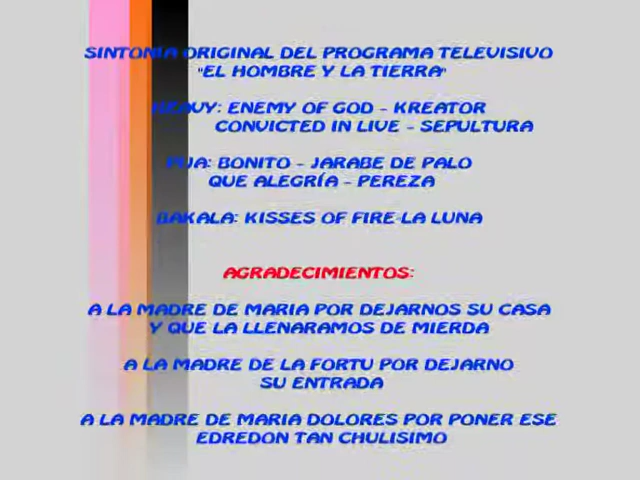 SINTONÍA ORIGINAL DEL PROGRAMA TELEVISIVO
"EL HOMBRE Y LA TIERRA"
HEAVY: ENEMY OF GOD - KREATOR
CONVICTED IN LIVE - SEPULTURA
PIJA: BONITO - JARABE DE PALO
QUE ALEGRÍA - PEREZA
BAKALA: KISSES OF FIRE-LA LUNA
AGRADECIMIENTOS:
A LA MADRE DE MARIA POR DEJARNOS SU CASA
Y QUE LA LLENARAMOS DE MIERDA
A LA MADRE DE LA FORTU POR DEJARNO
SU ENTRADA
A LA MADRE DE MARIA DOLORES POR PONER ESE
EDREDON TAN CHULISIMO